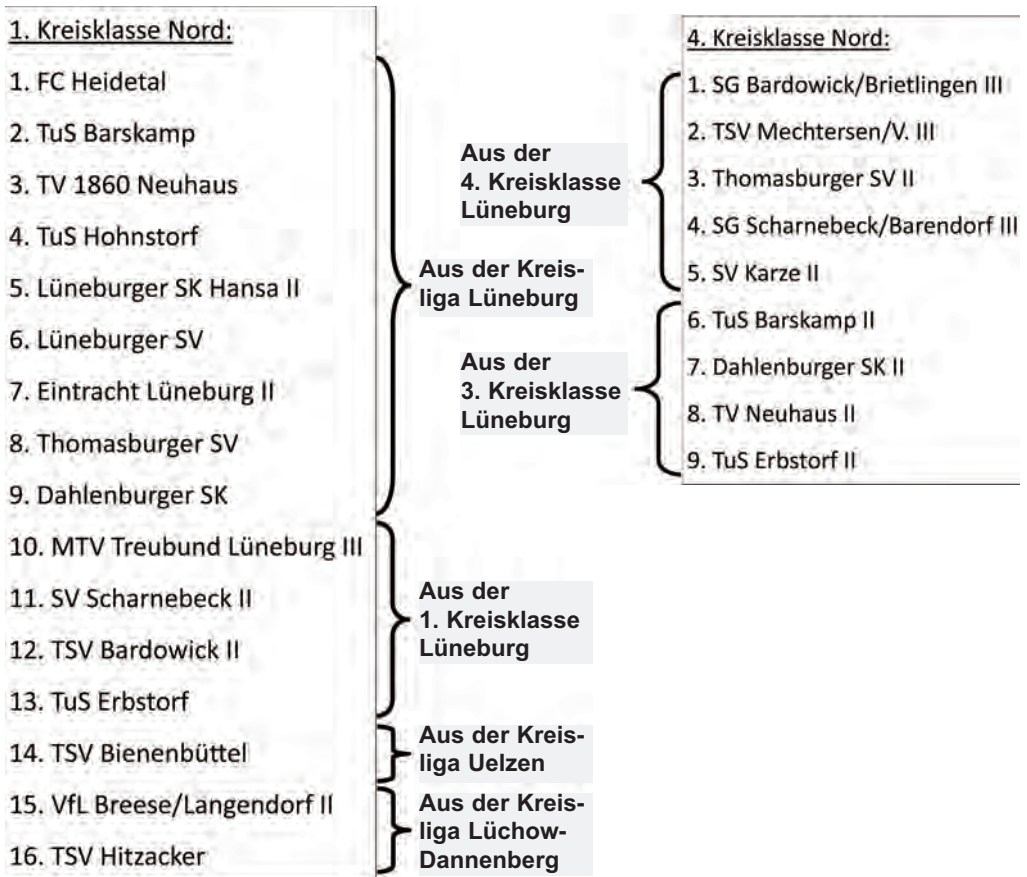 1. Kreisklasse Nord:
1. FC Heidetal
2. TuS Barskamp
3. TV 1860 Neuhaus
4. TuS Hohnstorf
5. Lüneburger SK Hansa II
6. Lüneburger SV
7. Eintracht Lüneburg II
8. Thomasburger SV
9. Dahlenburger SK
10. MTV Treubund Lüneburg III
11. SV Scharnebeck II
12. TSV Bardowick II
13. TuS Erbstorf
14. TSV Bienenbüttel
15. VfL Breese/Langendorf II
16. TSV Hitzacker
Aus der Kreis-
liga Lüneburg
Aus der
1. Kreisklasse
Lüneburg
Aus der Kreis-
liga Uelzen
Aus der Kreis-
liga Lüchow-
Dannenberg
4. Kreisklasse Nord:
1. SG Bardowick/Brietlingen III
2. TSV Mechtersen/V. III
3. Thomasburger SV II
4. SG Scharnebeck/Barendorf III
5. SV Karze II
6. TuS Barskamp II
7. Dahlenburger SK II
8. TV Neuhaus II
9. TuS Erbstorf II
Aus der
4. Kreisklasse
Lüneburg
Aus der
3. Kreisklasse
Lüneburg